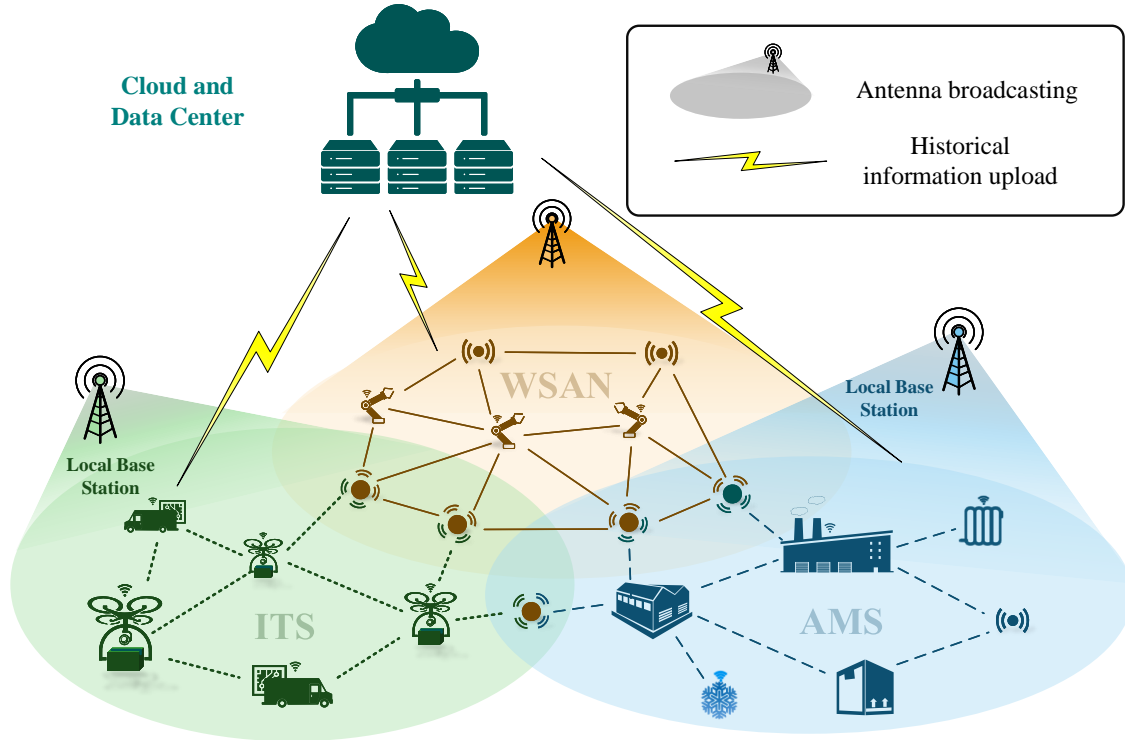 Cloud and
Data Center
Antenna broadcasting
Historical
information upload
WSAN
Local Base
Station
Local Base
Station
ITS
AMS